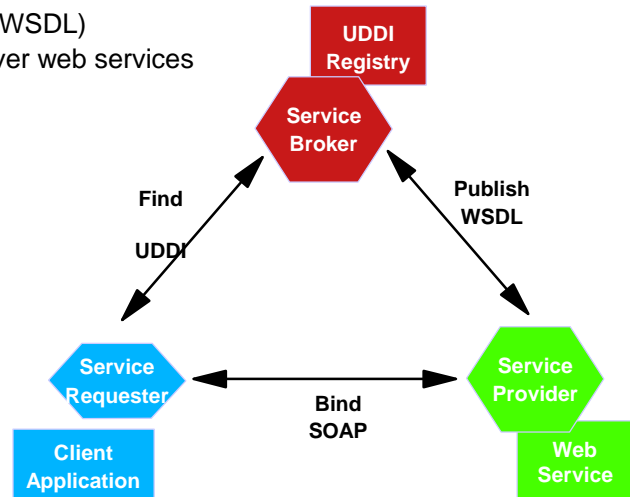 WSDL)
ver web services
UDDI
Registry
Service
Broker
Find
UDDI
Publish
WSDL
Service
Requester
Bind
SOAP
Service
Provider
Client
Application
Web
Service